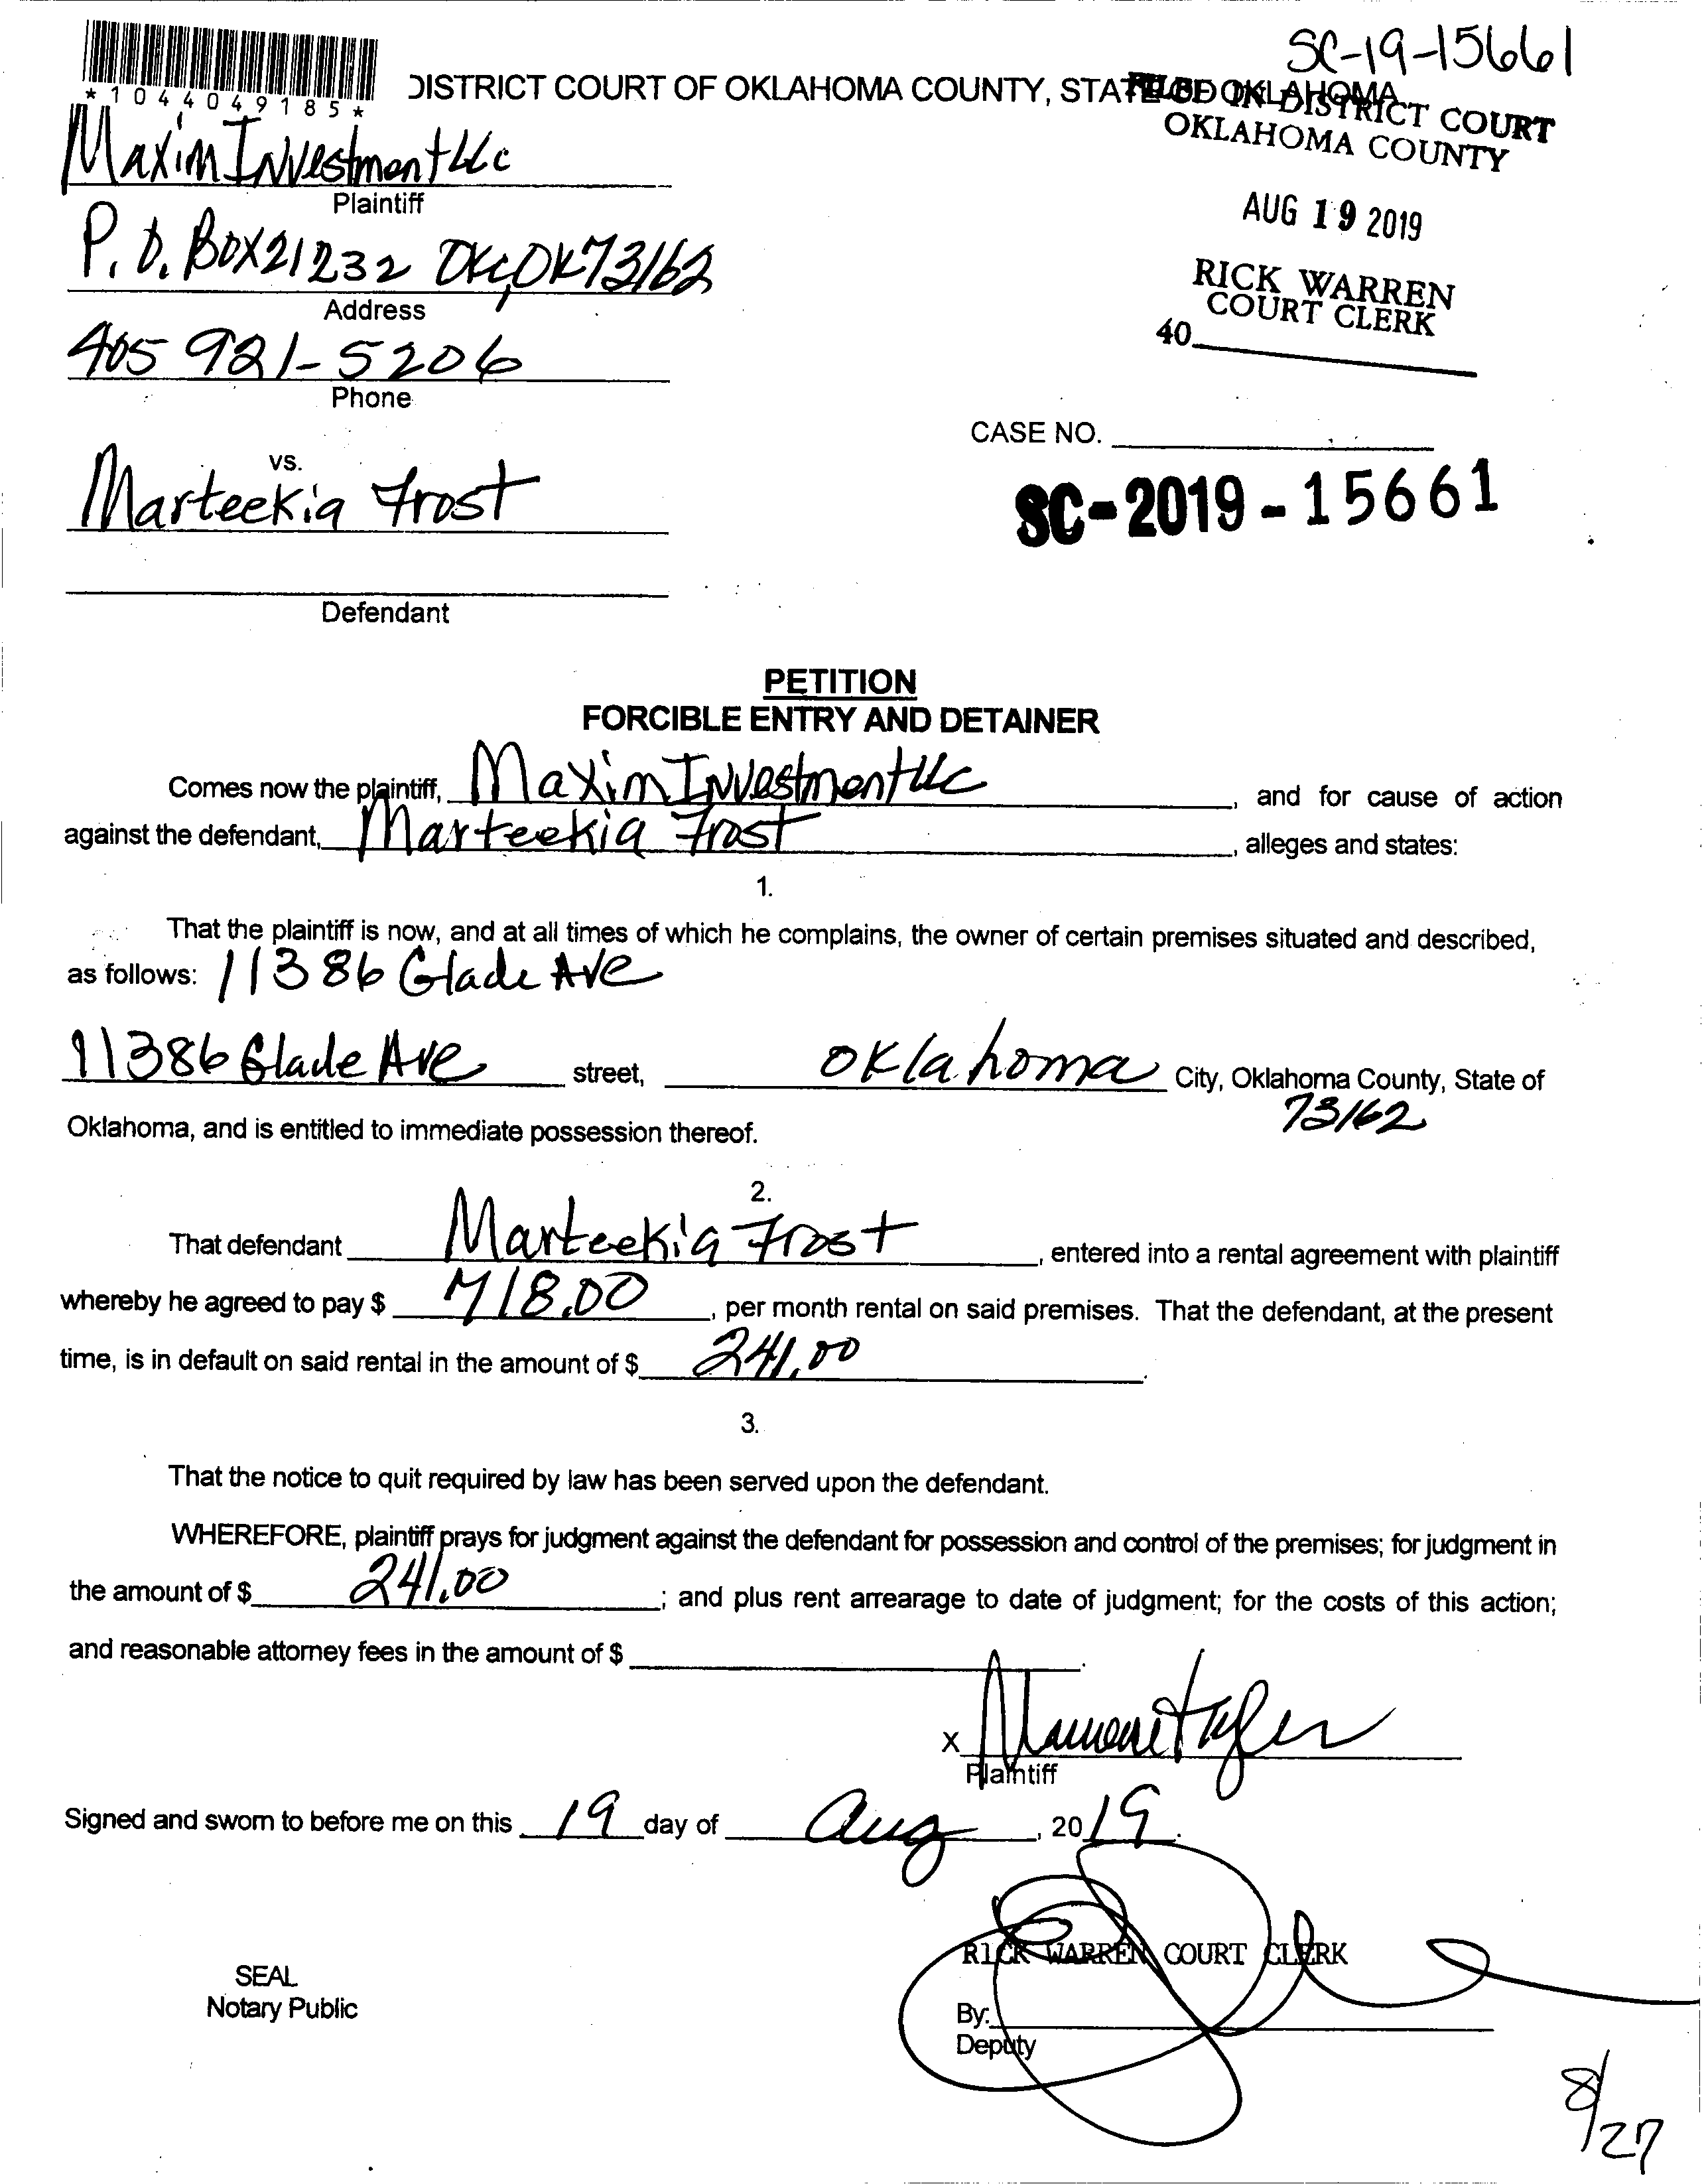 SC-19-15661
*1044049185*
DISTRICT COURT OF OKLAHOMA COUNTY, STATE OF OKLAHOMA
FILED IN DISTRICT COURT
OKLAHOMA COUNTY
Maxim Investment LLc
Plaintiff
AUG 19 2019
P.O. Box 21232 OKC, OK 73162
Address
RICK WARREN
COURT CLERK
40
405 921-5206
Phone
CASE NO.
vs.
Marteekia Frost
SC-2019-15661
Defendant
PETITION
FORCIBLE ENTRY AND DETAINER
Comes now the plaintiff, Maxim Investment LLc, and for cause of action
against the defendant, Marteekia Frost, alleges and states:
1.
That the plaintiff is now, and at all times of which he complains, the owner of certain premises situated and described,
as follows: 11386 Glade Ave
11386 Glade Ave street, Oklahoma City, Oklahoma County, State of
73162
Oklahoma, and is entitled to immediate possession thereof.
2.
That defendant Marteekia Frost, entered into a rental agreement with plaintiff
whereby he agreed to pay $ 718.00, per month rental on said premises. That the defendant, at the present
time, is in default on said rental in the amount of $ 241.00.
3.
That the notice to quit required by law has been served upon the defendant.
WHEREFORE, plaintiff prays for judgment against the defendant for possession and control of the premises; for judgment in
the amount of $ 241.00; and plus rent arrearage to date of judgment; for the costs of this action;
and reasonable attorney fees in the amount of $ .
X
Plaintiff
Signed and sworn to before me on this 19 day of Aug, 2019.
RICK WARREN COURT CLERK
SEAL
Notary Public
By:
Deputy
8/27